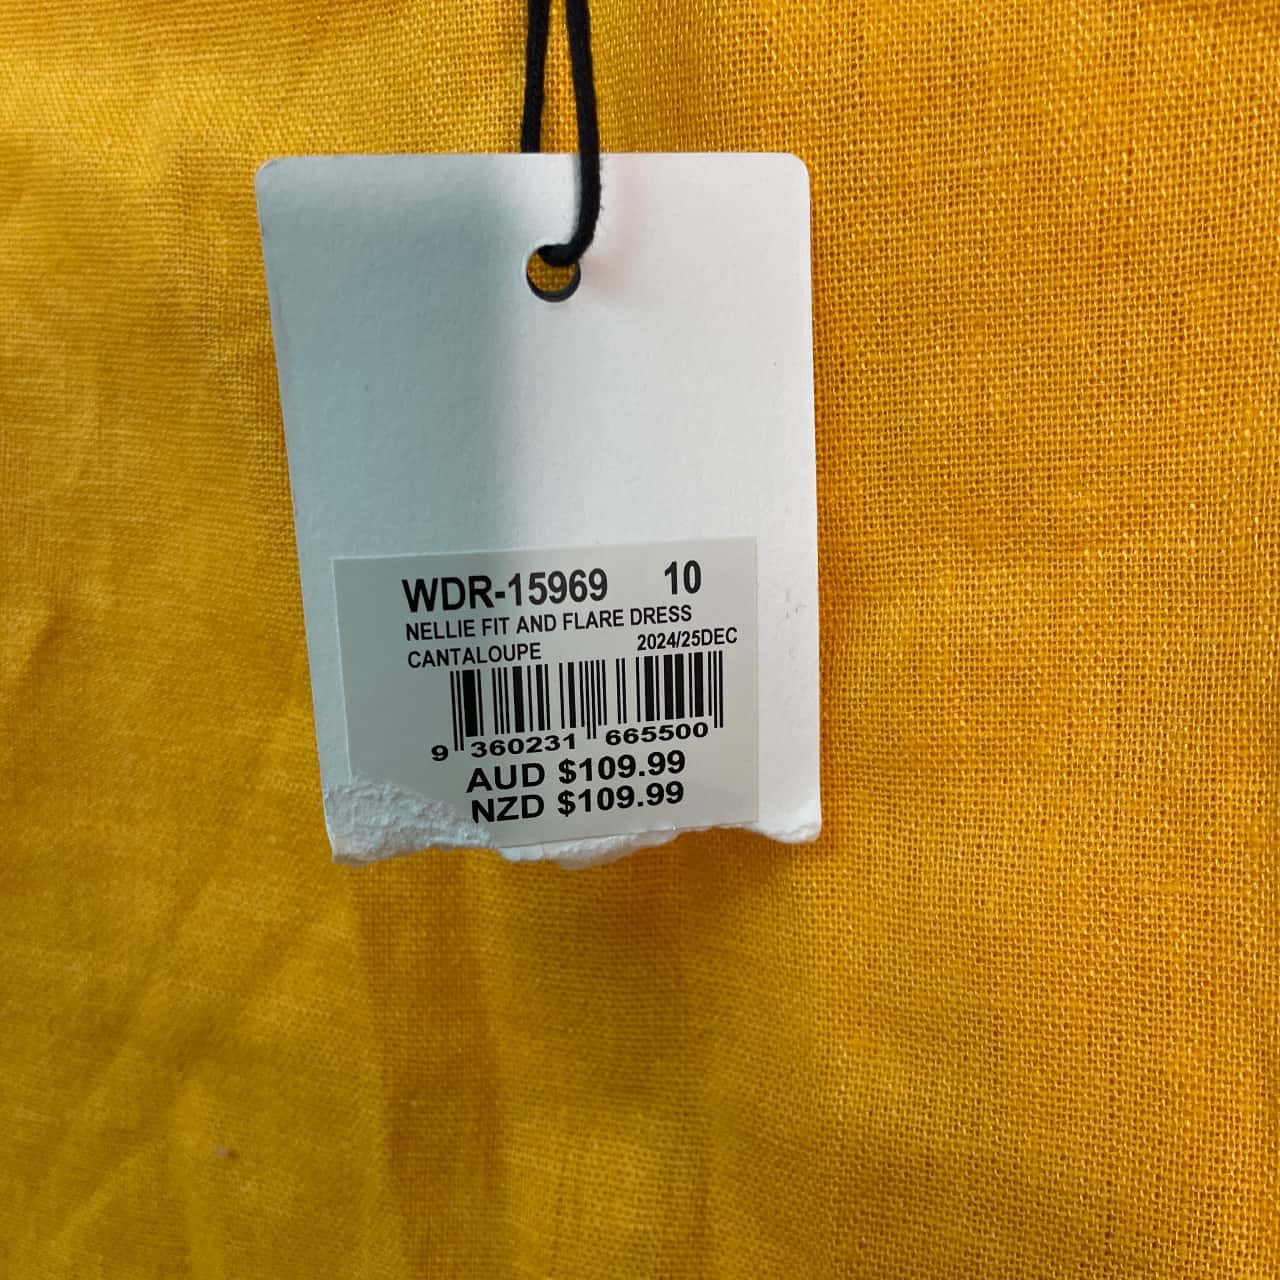 WDR-15969 10
NELLIE FIT AND FLARE DRESS
CANTALOUPE 2024/25DEC
9 360231 665500
AUD $109.99
NZD $109.99